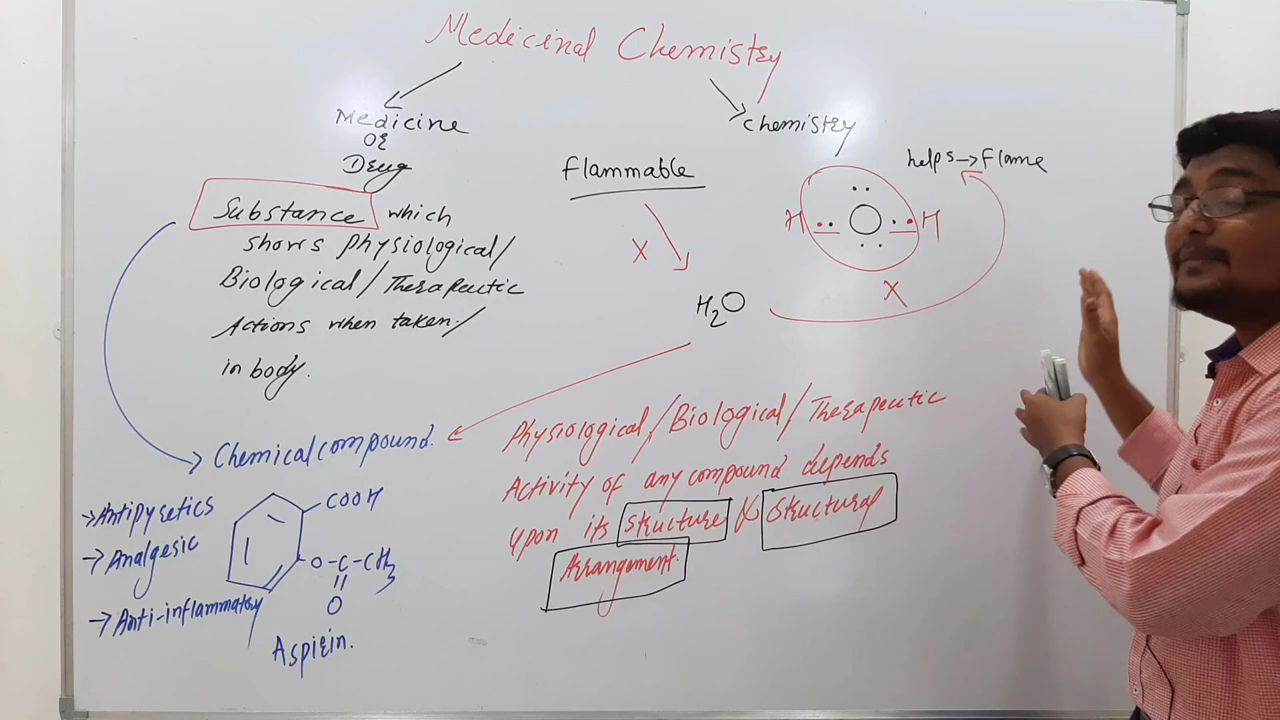 Medicinal Chemistry
Medicine
or
Drug
Substance which
shows Physiological/
Biological/Therapeutic
Actions when taken/
in body.
Chemical compound.
→Antipyretics
→Analgesic
→Anti-inflammatory
COOH
O-C-CH3
O
Aspirin.
flammable
X
H2O
chemistry
helps→Flame
H H
X
Physiological/Biological/Therapeutic
Activity of any compound depends
upon its structure & Structural
Arrangement.